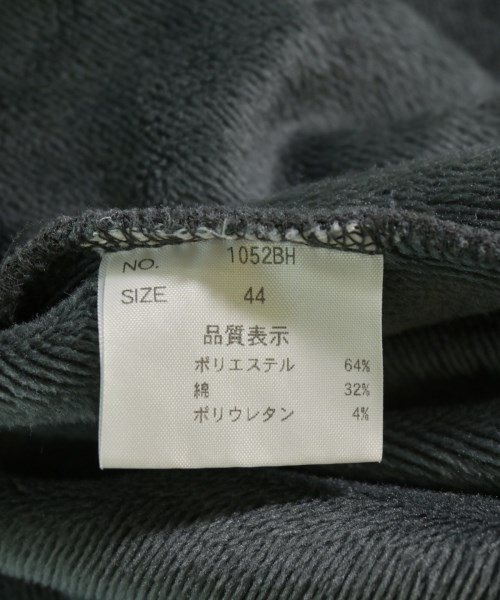 NO. 1052BH
SIZE 44
品質表示
ポリエステル 64%
綿 32%
ポリウレタン 4%